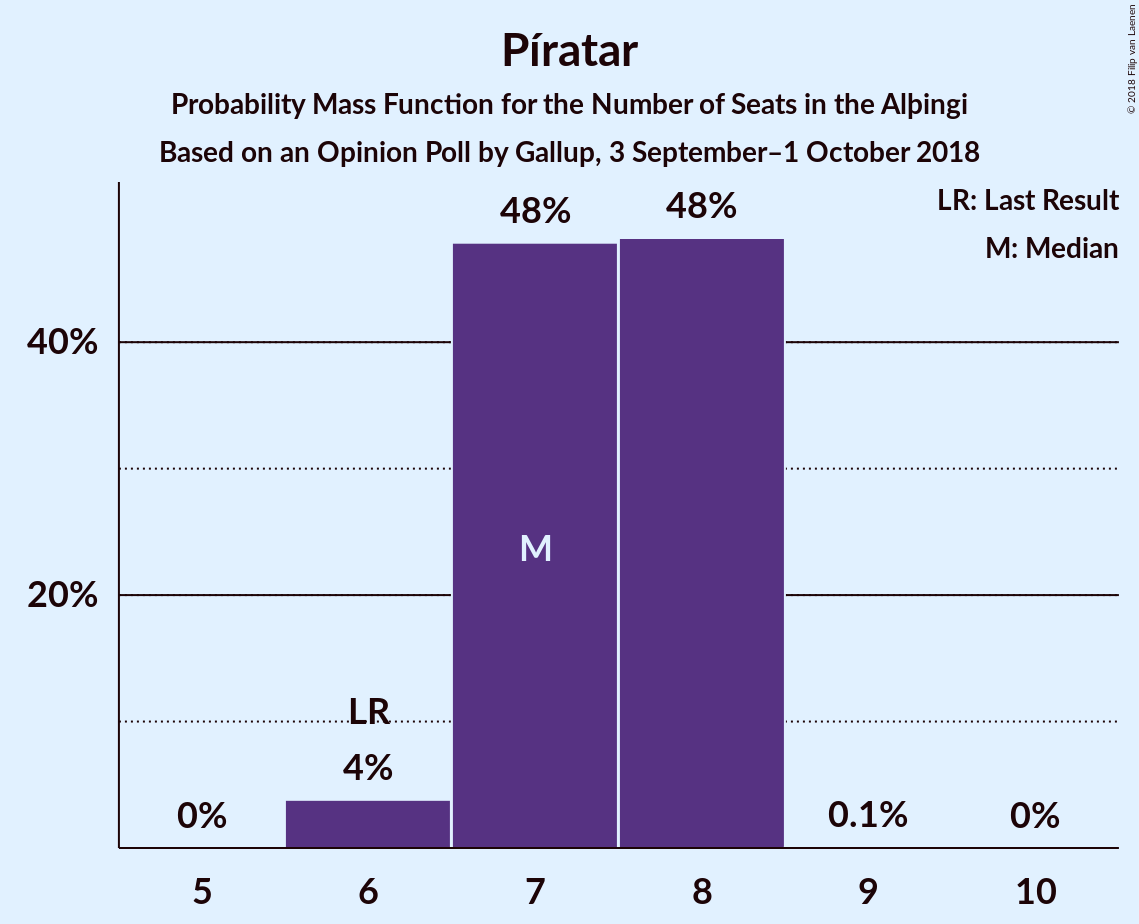 Píratar
Probability Mass Function for the Number of Seats in the Alþingi
Based on an Opinion Poll by Gallup, 3 September–1 October 2018
© 2018 Filip van Laenen
LR: Last Result
M: Median
48%
48%
40%
M
20%
LR
4%
0%
0.1%
0%
5
6
7
8
9
10